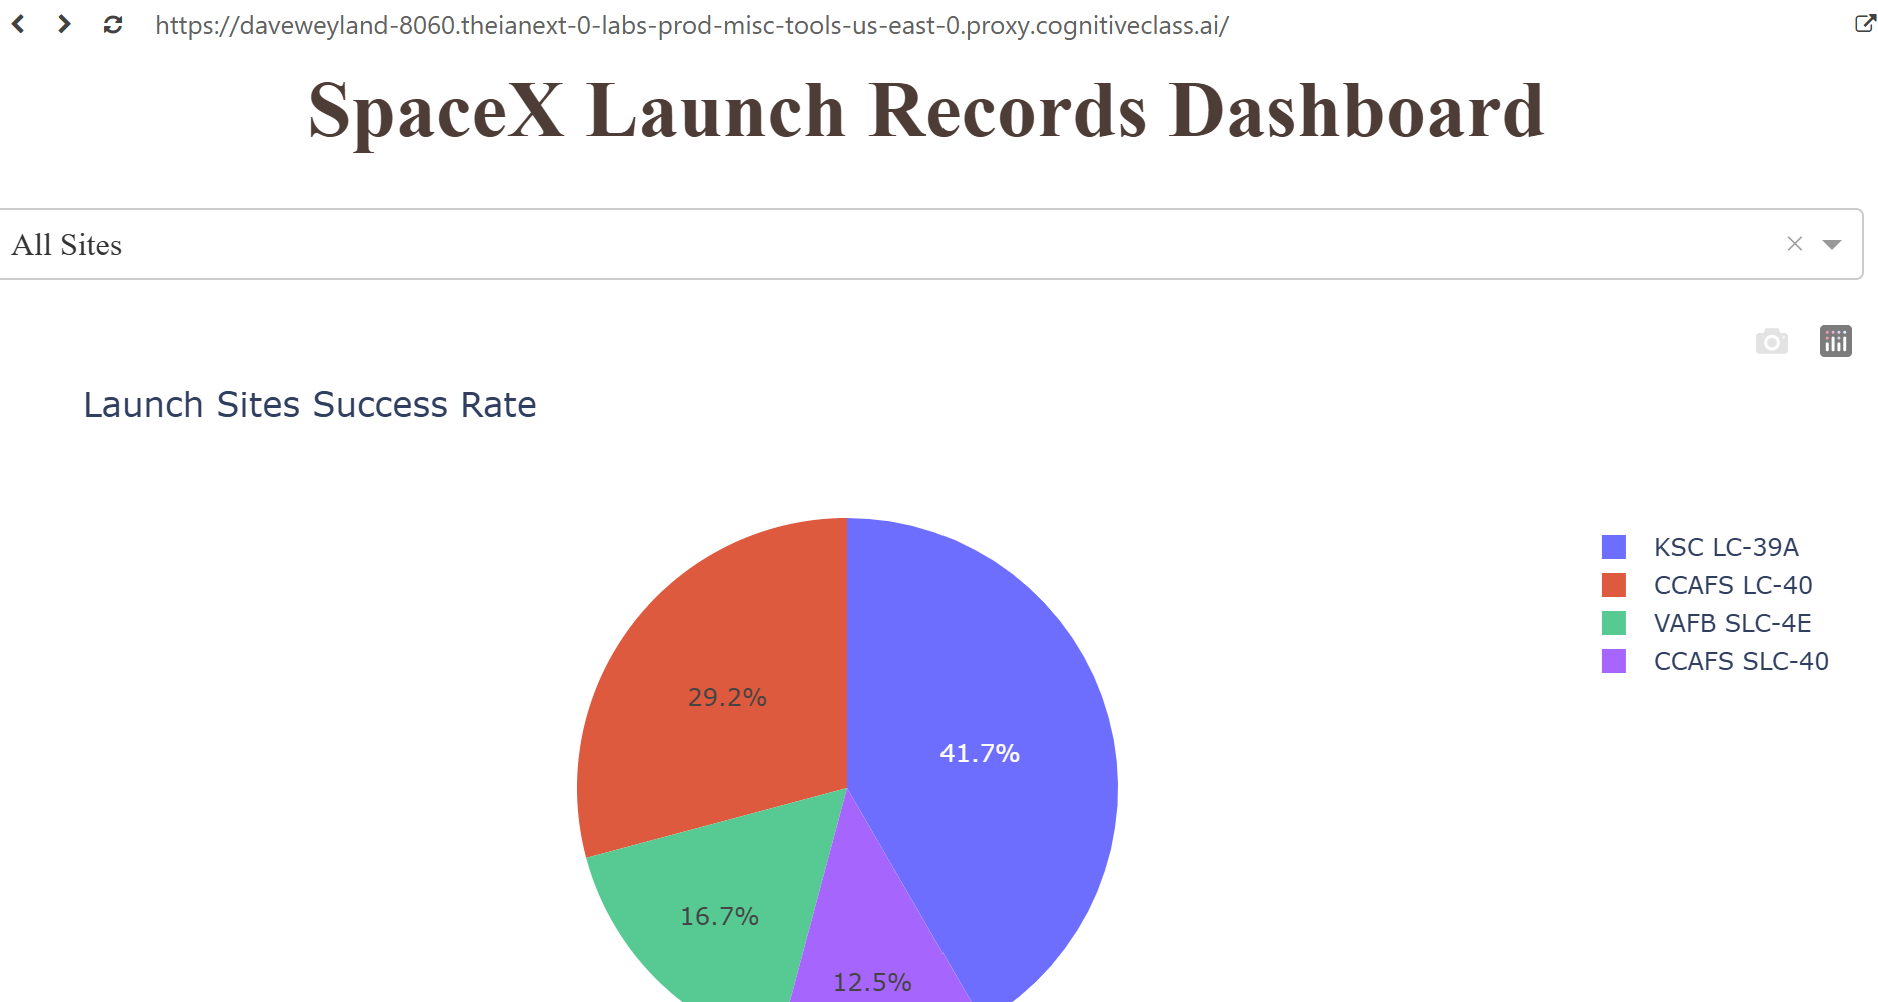 https://daveweyland-8060.theianext-0-labs-prod-misc-tools-us-east-0.proxy.cognitiveclass.ai/
SpaceX Launch Records Dashboard
All Sites
Launch Sites Success Rate
KSC LC-39A
CCAFS LC-40
VAFB SLC-4E
CCAFS SLC-40
29.2%
41.7%
16.7%
12.5%